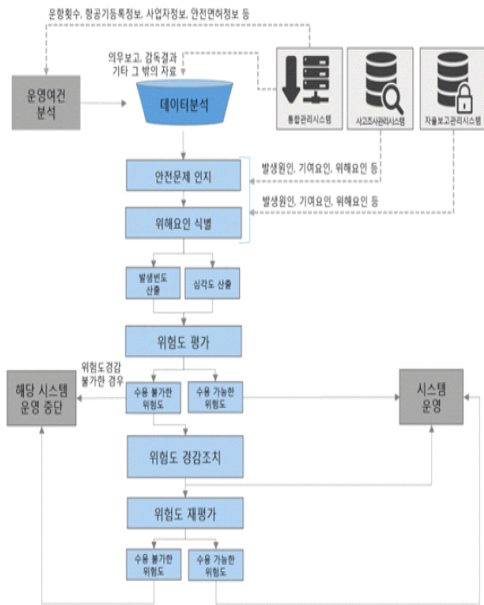 운항횟수, 항공기등록정보, 사업자정보, 안전면허정보 등
의무보고, 감독결과
기타 그 밖의 자료
운영여건
분석
데이터분석
통합관리시스템
사고조사관리시스템
자율보고관리시스템
안전문제 인지
발생원인, 기여요인, 위해요인 등
위해요인 식별
발생원인, 기여요인, 위해요인 등
발생빈도
산출
심각도 산출
위험도 평가
위험도경감
불가한 경우
해당 시스템
운영 중단
수용 불가한
위험도
수용 가능한
위험도
시스템
운영
위험도 경감조치
위험도 재평가
수용 불가한
위험도
수용 가능한
위험도